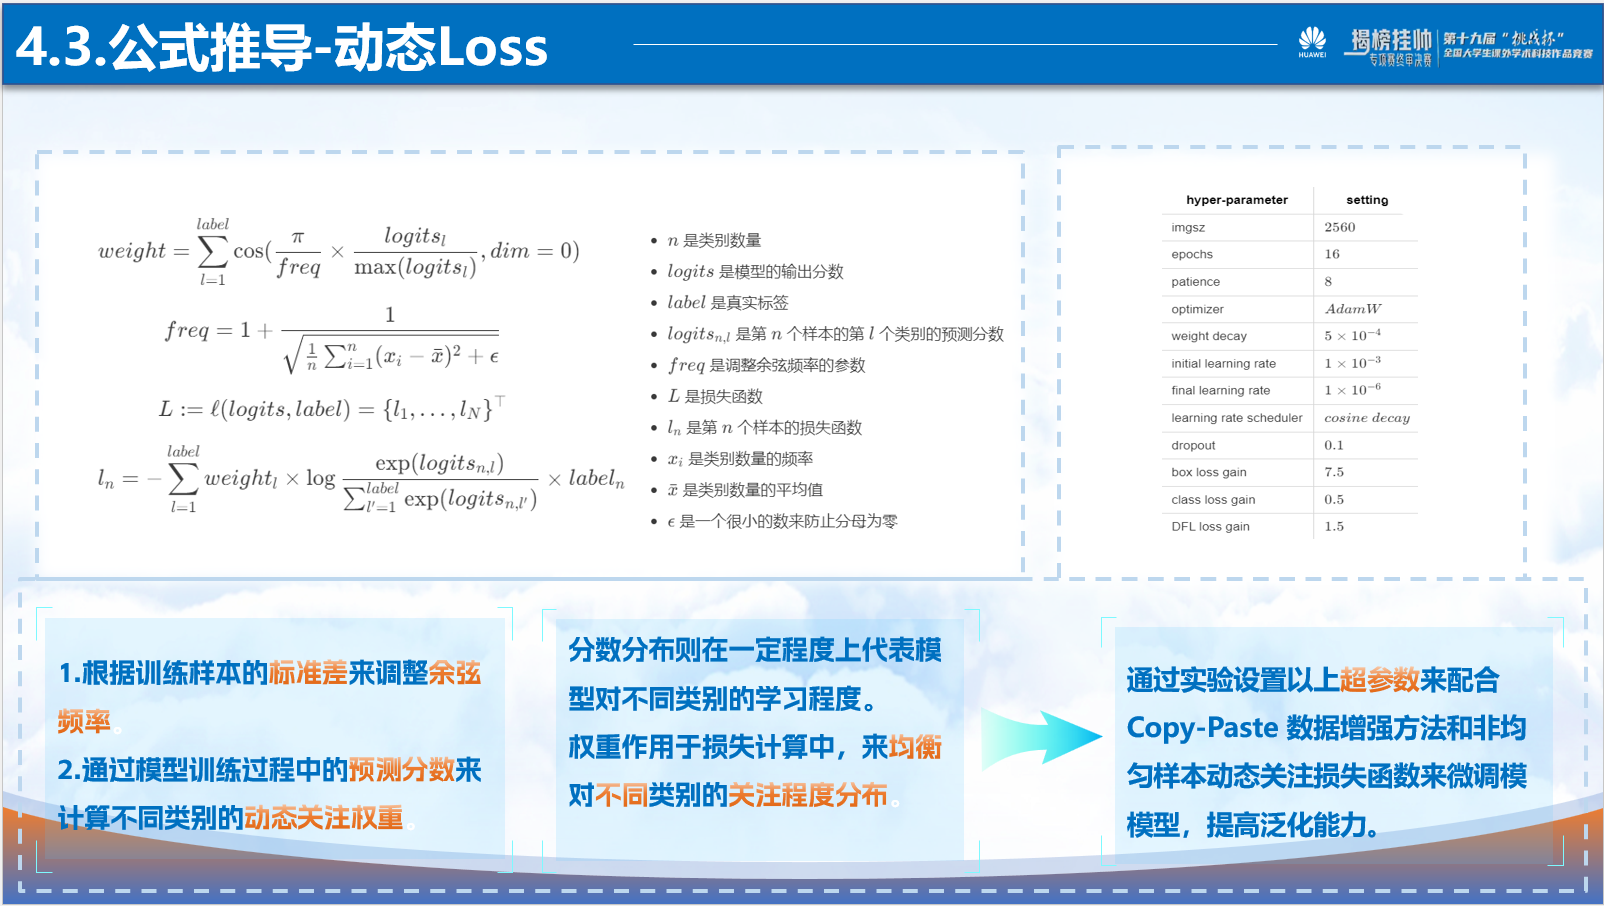 4.3.公式推导-动态Loss
HUAWEI
揭榜挂帅
专项赛终审决赛
第十九届“挑战杯”
全国大学生课外学术科技作品竞赛
weight = \sum_{l=1}^{label} cos(\frac{π}{freq} × \frac{logits_l}{max(logits_l)}, dim = 0)
freq = 1 + \frac{1}{\sqrt{\frac{1}{n} \sum_{i=1}^{n} (x_i − \bar{x})^2 + ϵ}}
L := ℓ(logits, label) = {l_1, . . . , l_N}^⊤
l_n = − \sum_{l=1}^{label} weight_l × log \frac{exp(logits_{n,l})}{\sum_{l'=1}^{label} exp(logits_{n,l'})} × label_n
• n 是类别数量
• logits 是模型的输出分数
• label 是真实标签
• logits_{n,l} 是第 n 个样本的第 l 个类别的预测分数
• freq 是调整余弦频率的参数
• L 是损失函数
• l_n 是第 n 个样本的损失函数
• x_i 是类别数量的频率
• \bar{x} 是类别数量的平均值
• ϵ 是一个很小的数来防止分母为零
hyper-parameter setting
imgsz 2560
epochs 16
patience 8
optimizer AdamW
weight decay 5 × 10^{−4}
initial learning rate 1 × 10^{−3}
final learning rate 1 × 10^{−6}
learning rate scheduler cosine decay
dropout 0.1
box loss gain 7.5
class loss gain 0.5
DFL loss gain 1.5
1.根据训练样本的标准差来调整余弦
频率。
2.通过模型训练过程中的预测分数来
计算不同类别的动态关注权重。
分数分布则在一定程度上代表模
型对不同类别的学习程度。
权重作用于损失计算中，来均衡
对不同类别的关注程度分布。
通过实验设置以上超参数来配合
Copy-Paste 数据增强方法和非均
匀样本动态关注损失函数来微调模
模型，提高泛化能力。